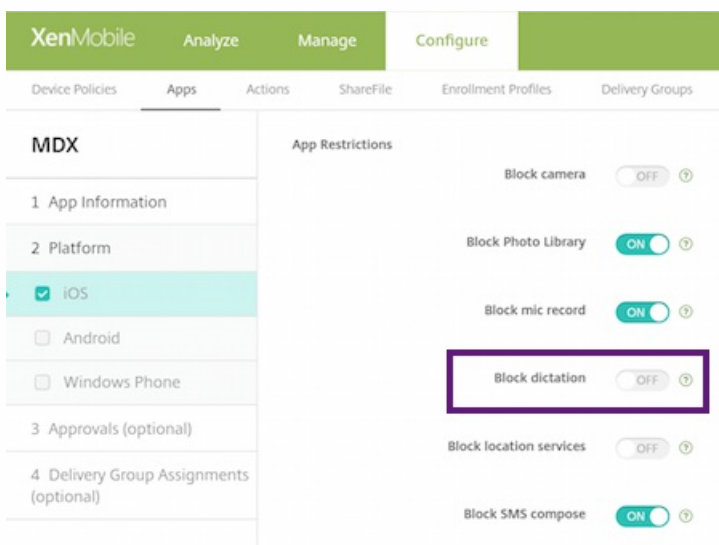 XenMobile Analyze Manage Configure
Device Policies Apps Actions ShareFile Enrollment Profiles Delivery Groups
MDX
1 App Information
2 Platform
iOS
Android
Windows Phone
3 Approvals (optional)
4 Delivery Group Assignments
(optional)
App Restrictions
Block camera OFF ?
Block Photo Library ON ?
Block mic record ON ?
Block dictation OFF ?
Block location services OFF ?
Block SMS compose ON ?